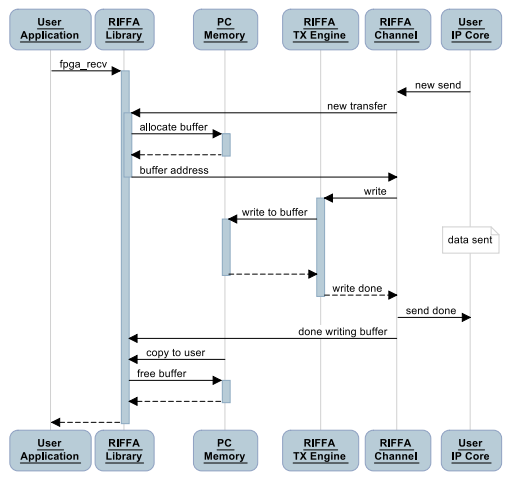 User Application
RIFFA Library
PC Memory
RIFFA TX Engine
RIFFA Channel
User IP Core
fpga_recv
new send
new transfer
allocate buffer
buffer address
write
write to buffer
data sent
write done
send done
done writing buffer
copy to user
free buffer
User Application
RIFFA Library
PC Memory
RIFFA TX Engine
RIFFA Channel
User IP Core